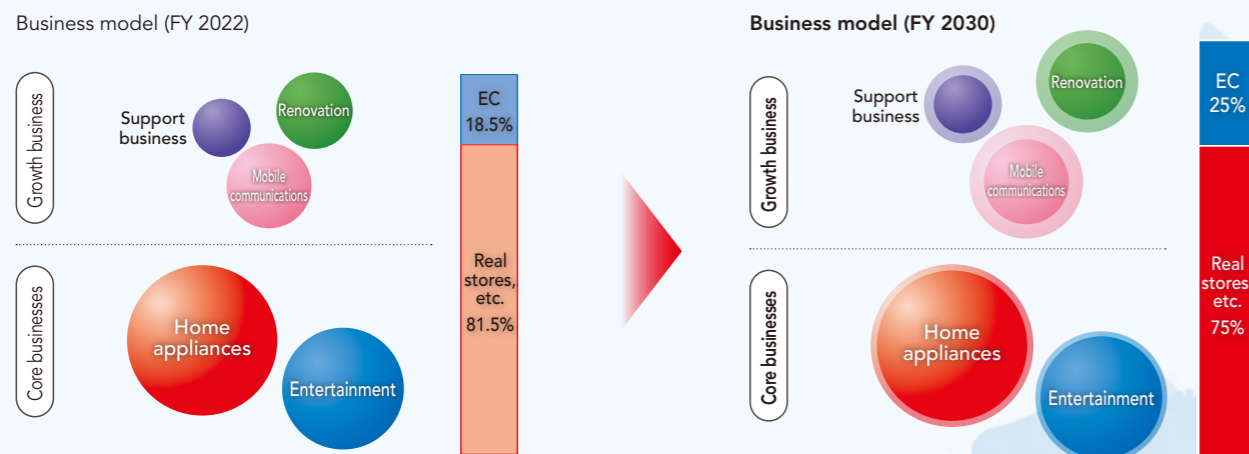 Business model (FY 2022)
Growth business
Support
business
Renovation
Mobile
communications
EC
18.5%
Core businesses
Home
appliances
Entertainment
Real
stores,
etc.
81.5%
Business model (FY 2030)
Growth business
Support
business
Renovation
Mobile
communications
EC
25%
Core businesses
Home
appliances
Entertainment
Real
stores
etc.
75%